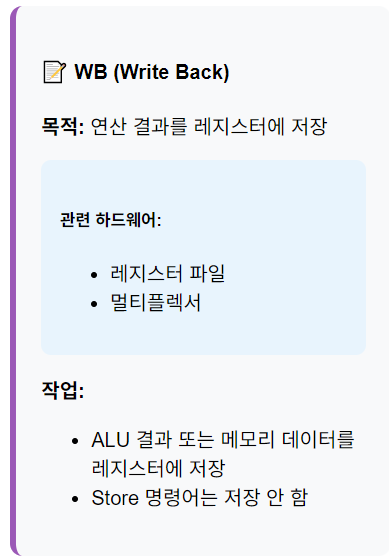 📝 WB (Write Back)
목적: 연산 결과를 레지스터에 저장
관련 하드웨어:
• 레지스터 파일
• 멀티플렉서
작업:
• ALU 결과 또는 메모리 데이터를
레지스터에 저장
• Store 명령어는 저장 안 함